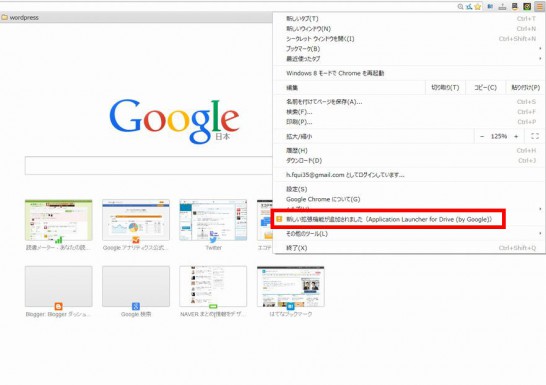 wordpress
新しいタブ(T) Ctrl+T
新しいウィンドウ(N) Ctrl+N
シークレット ウィンドウを開く(I) Ctrl+Shift+N
ブックマーク(B)
最近使ったタブ
Windows 8 モードで Chrome を再起動
編集 切り取り(T) コピー(C) 貼り付け(P)
名前を付けてページを保存(A)... Ctrl+S
検索(F)... Ctrl+F
印刷(P)... Ctrl+P
拡大/縮小 － 125% ＋
履歴(H) Ctrl+H
ダウンロード(D) Ctrl+J
h.fqui35@gmail.com としてログインしています...
設定(S)
Google Chrome について(G)
新しい拡張機能が追加されました (Application Launcher for Drive (by Google))
その他のツール(L)
終了(X) Ctrl+Shift+Q
Google
日本
読書メーター - あなたの読...
Google アナリティクス公式...
Twitter
エコテ
Blogger: Blogger ダッシュ...
Google 検索
NAVER まとめ[情報をデザ...
はてなブックマーク